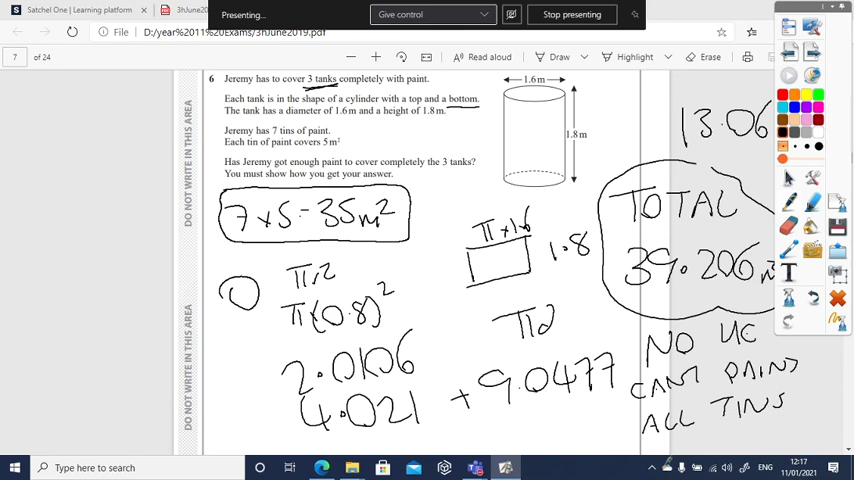 Presenting...
Give control
Stop presenting
Satchel One | Learning platform
3hJune2019.pdf
File
D:/year%2011%20Exams/3hJune2019.pdf
7
of 24
Read aloud
Draw
Highlight
Erase
DO NOT WRITE IN THIS AREA
DO NOT WRITE IN THIS AREA
6 Jeremy has to cover 3 tanks completely with paint.
Each tank is in the shape of a cylinder with a top and a bottom.
The tank has a diameter of 1.6 m and a height of 1.8 m.
Jeremy has 7 tins of paint.
Each tin of paint covers 5 m²
Has Jeremy got enough paint to cover completely the 3 tanks?
You must show how you get your answer.
1.6 m
1.8 m
13.06
7 x 5 = 35m²
πr2
π(0.8)²
2.0106
4.021
π x 1.6
1.8
πd
+ 9.0477
TOTAL
39.206
NO HE
CANT PAINT
ALL TINS
T
Type here to search
ENG
12:17
11/01/2021